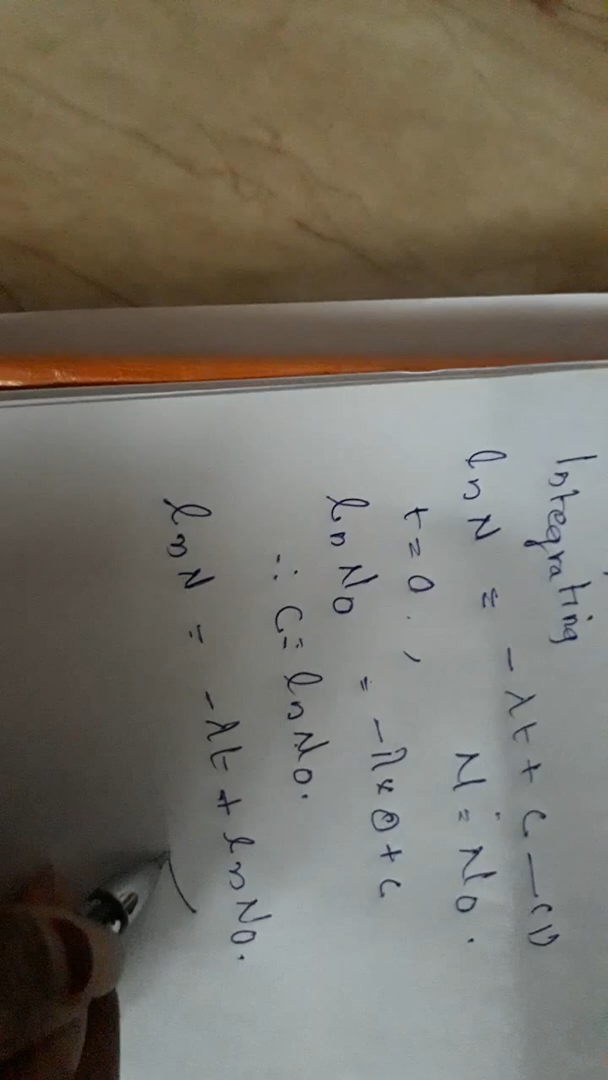 Integrating
ln N = -λt + C - (1)
t = 0 . , N = N0.
ln N0 = -λ × 0 + C
∴ C = ln N0.
ln N = -λt + ln N0.